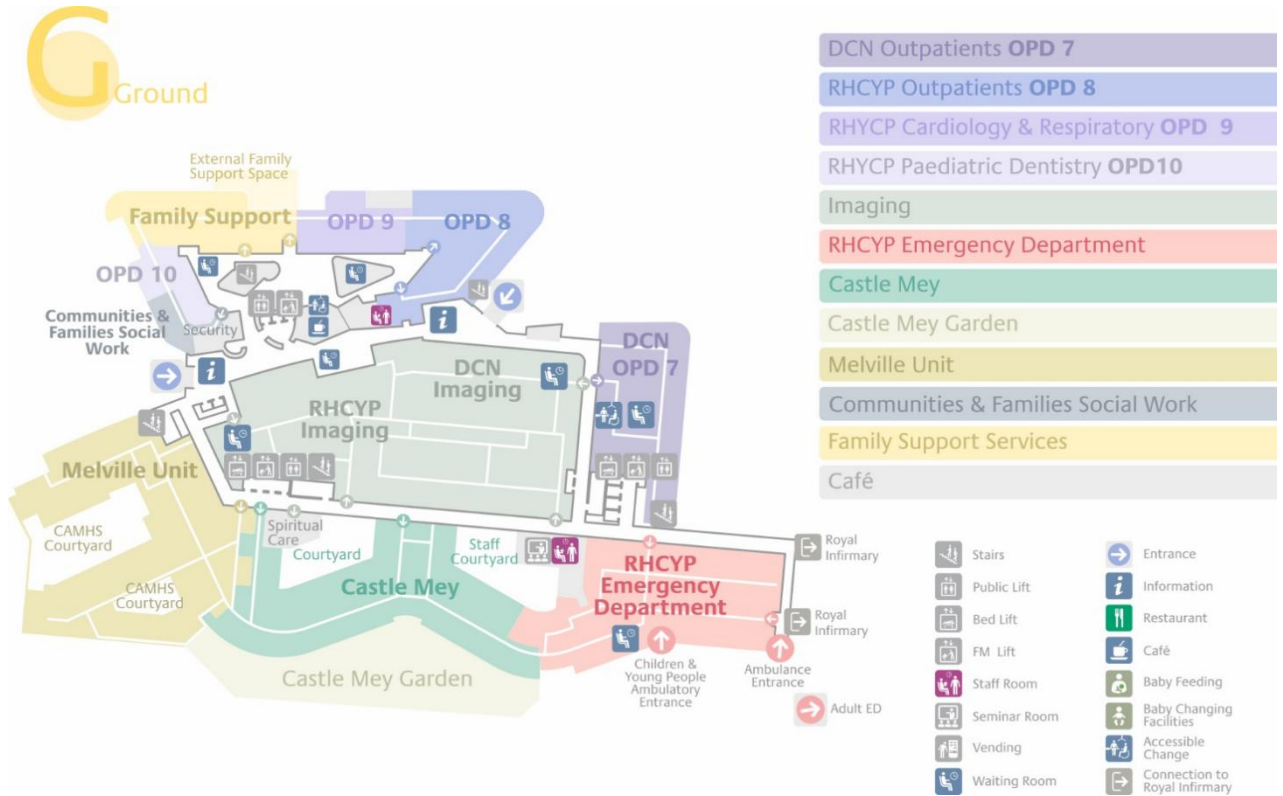 G
Ground
DCN Outpatients OPD 7
RHCYP Outpatients OPD 8
RHYCP Cardiology & Respiratory OPD 9
RHYCP Paediatric Dentistry OPD10
Imaging
RHCYP Emergency Department
Castle Mey
Castle Mey Garden
Melville Unit
Communities & Families Social Work
Family Support Services
Café
External Family
Support Space
Family Support
OPD 9
OPD 8
OPD 10
Communities &
Families Social
Work
Security
i
i
DCN
OPD 7
DCN
Imaging
RHCYP
Imaging
Melville Unit
CAMHS
Courtyard
CAMHS
Courtyard
Spiritual
Care
Courtyard
Staff
Courtyard
Castle Mey
RHCYP
Emergency
Department
Castle Mey Garden
Royal
Infirmary
Royal
Infirmary
Children &
Young People
Ambulatory
Entrance
Ambulance
Entrance
Adult ED
Stairs
Public Lift
Bed Lift
FM Lift
Staff Room
Seminar Room
Vending
Waiting Room
Entrance
i
Information
Restaurant
Café
Baby Feeding
Baby Changing
Facilities
Accessible
Change
Connection to
Royal Infirmary